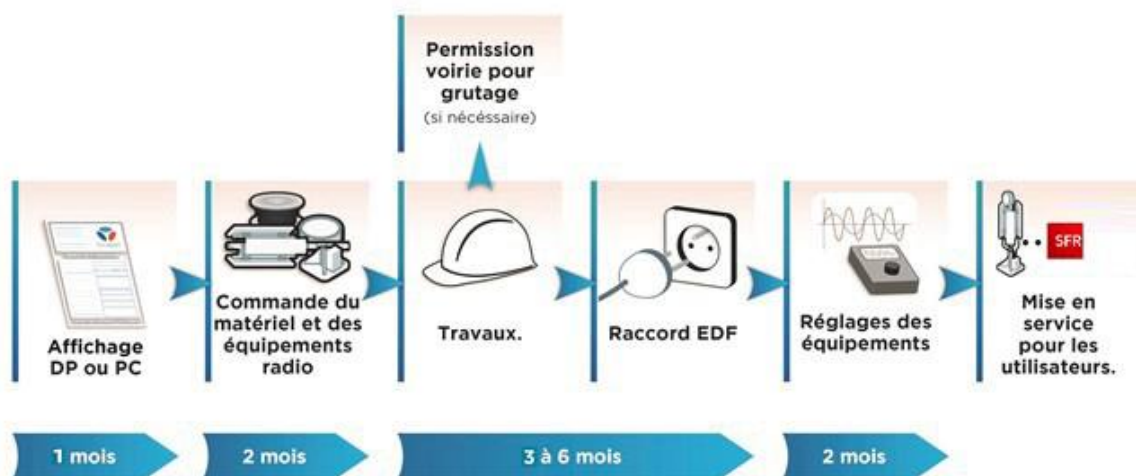 Permission
voirie pour
grutage
(si nécéssaire)
Affichage
DP ou PC
Commande du
matériel et des
équipements
radio
Travaux.
Raccord EDF
Réglages des
équipements
SFR
Mise en
service
pour les
utilisateurs.
1 mois
2 mois
3 à 6 mois
2 mois